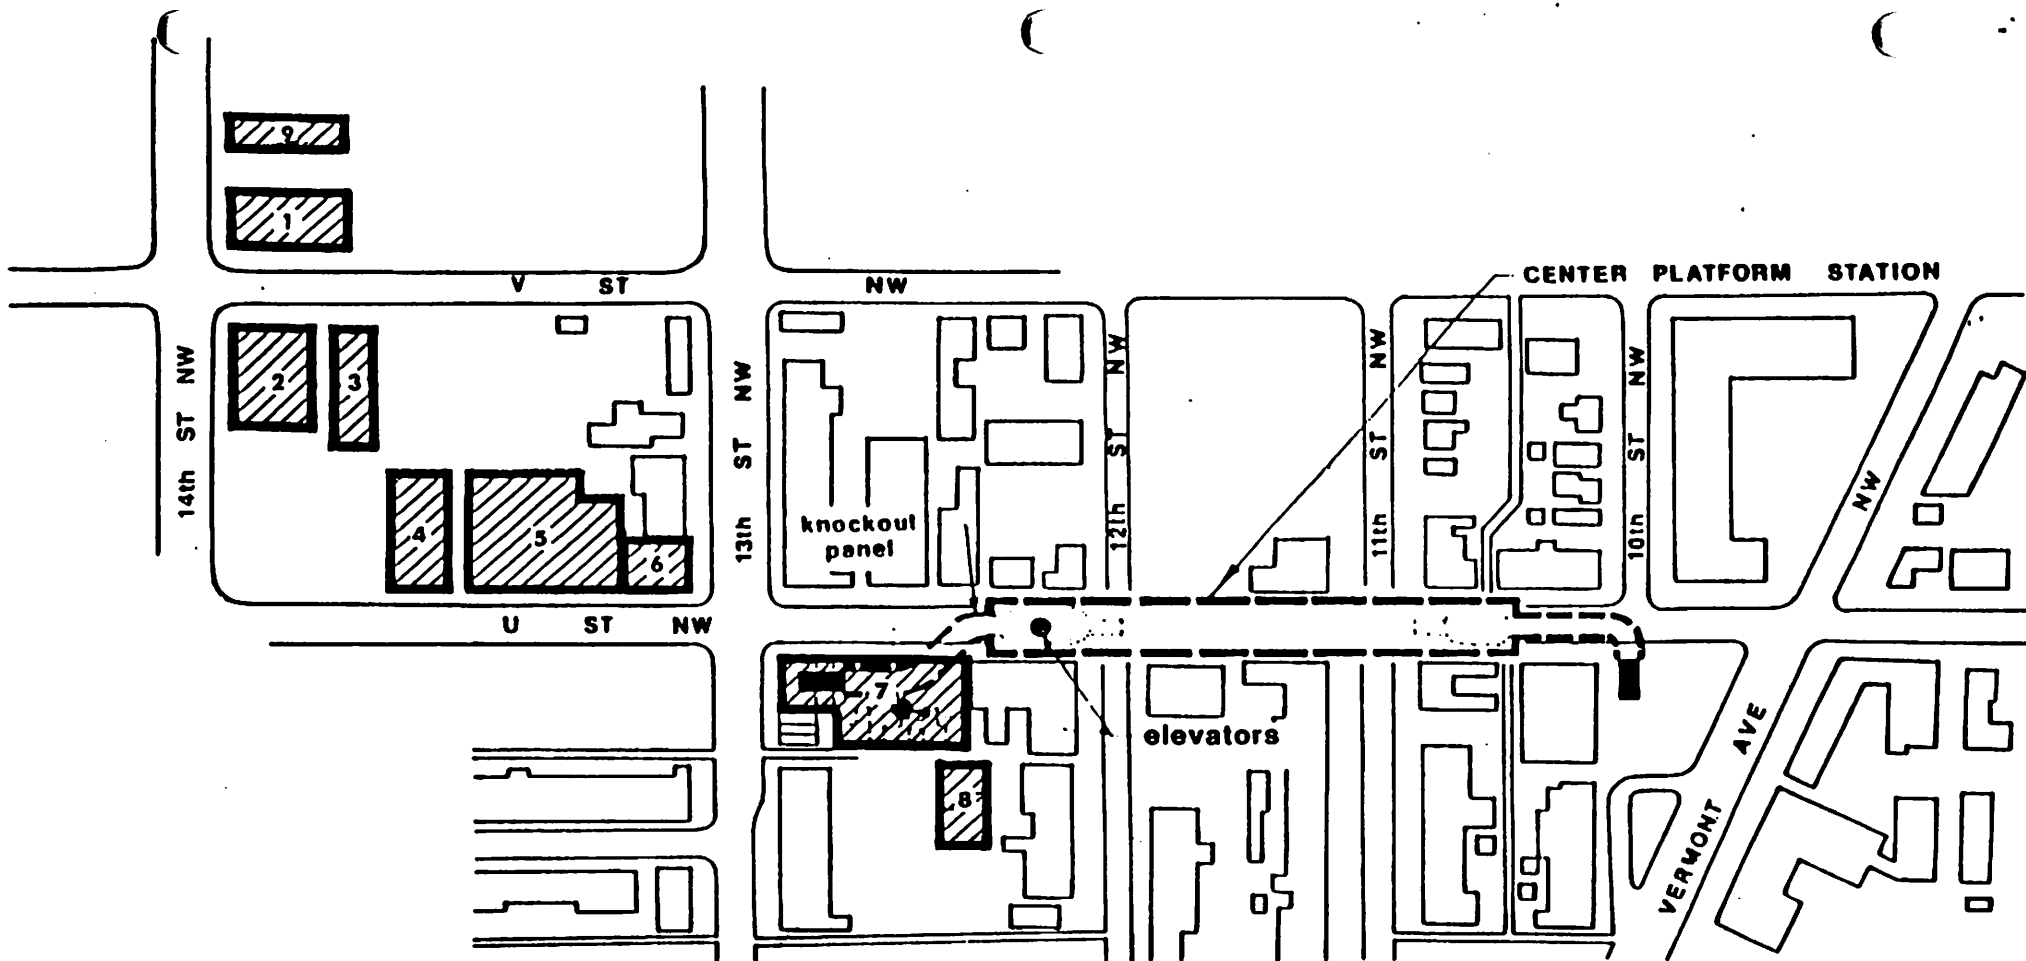 9
1
V ST NW
CENTER PLATFORM STATION
14th ST NW
2
3
4
5
6
13th ST NW
knockout
panel
12th ST NW
11th ST NW
10th ST NW
NW
U ST NW
7
8
elevators
VERMONT AVE